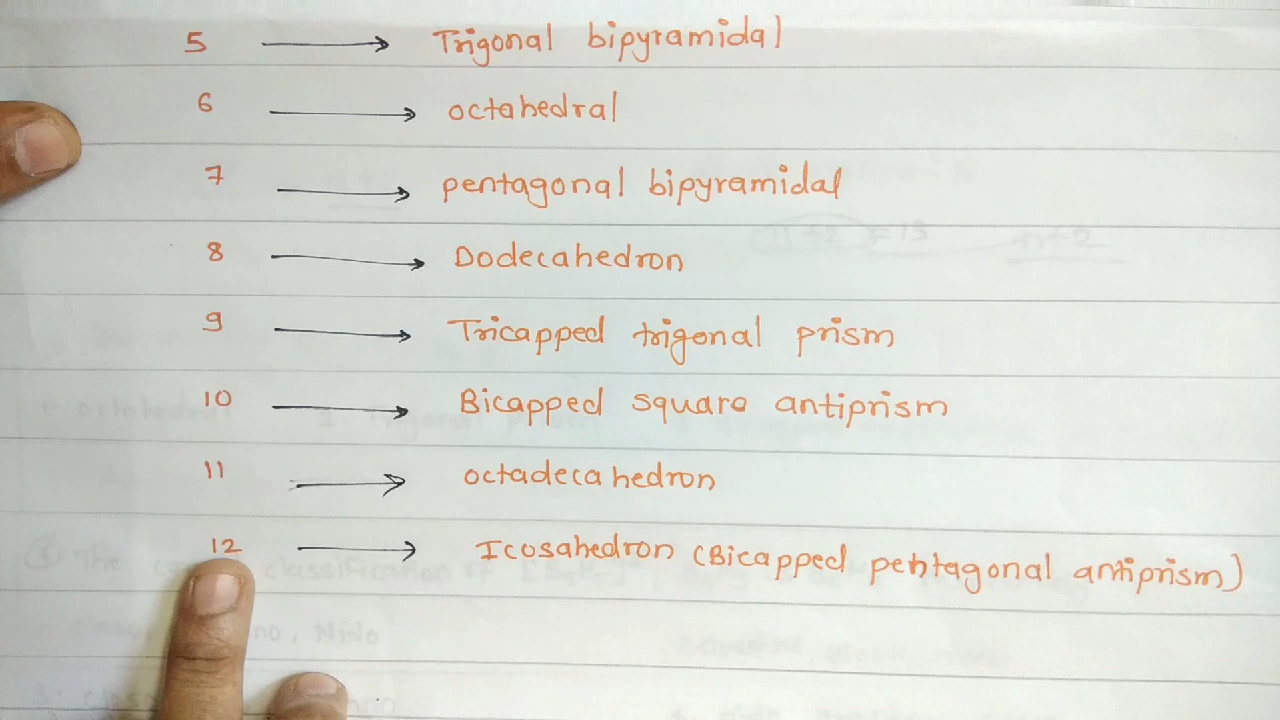 5 → Trigonal bipyramidal
6 → octahedral
7 → pentagonal bipyramidal
8 → Dodecahedron
9 → Tricapped trigonal prism
10 → Bicapped square antiprism
11 → octadecahedron
12 → Icosahedron (Bicapped pentagonal antiprism)